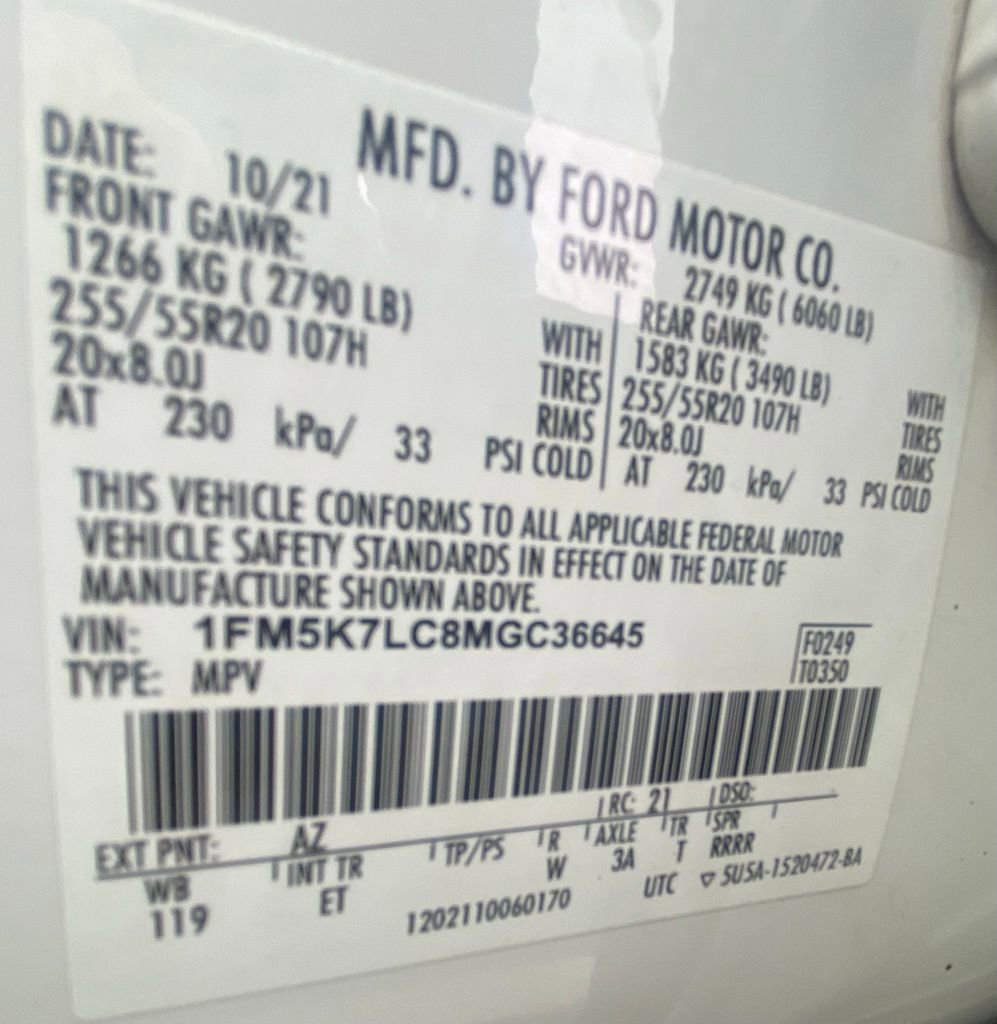 MFD. BY FORD MOTOR CO.
DATE: 10/21
GVWR: 2749 KG ( 6060 LB)
FRONT GAWR:
1266 KG ( 2790 LB) WITH
255/55R20 107H TIRES
20x8.0J RIMS
AT 230 kPa/ 33 PSI COLD
REAR GAWR:
1583 KG ( 3490 LB) WITH
255/55R20 107H TIRES
20x8.0J RIMS
AT 230 kPa/ 33 PSI COLD
THIS VEHICLE CONFORMS TO ALL APPLICABLE FEDERAL MOTOR
VEHICLE SAFETY STANDARDS IN EFFECT ON THE DATE OF
MANUFACTURE SHOWN ABOVE.
VIN: 1FM5K7LC8MGC36645
TYPE: MPV
F0249
T0350
EXT PNT: AZ RC: 21 DSO:
WB INT TR TP/PS R AXLE TR SPR
119 ET W 3A T RRRR
1202110060170 UTC ▽ 5U5A-1520472-BA